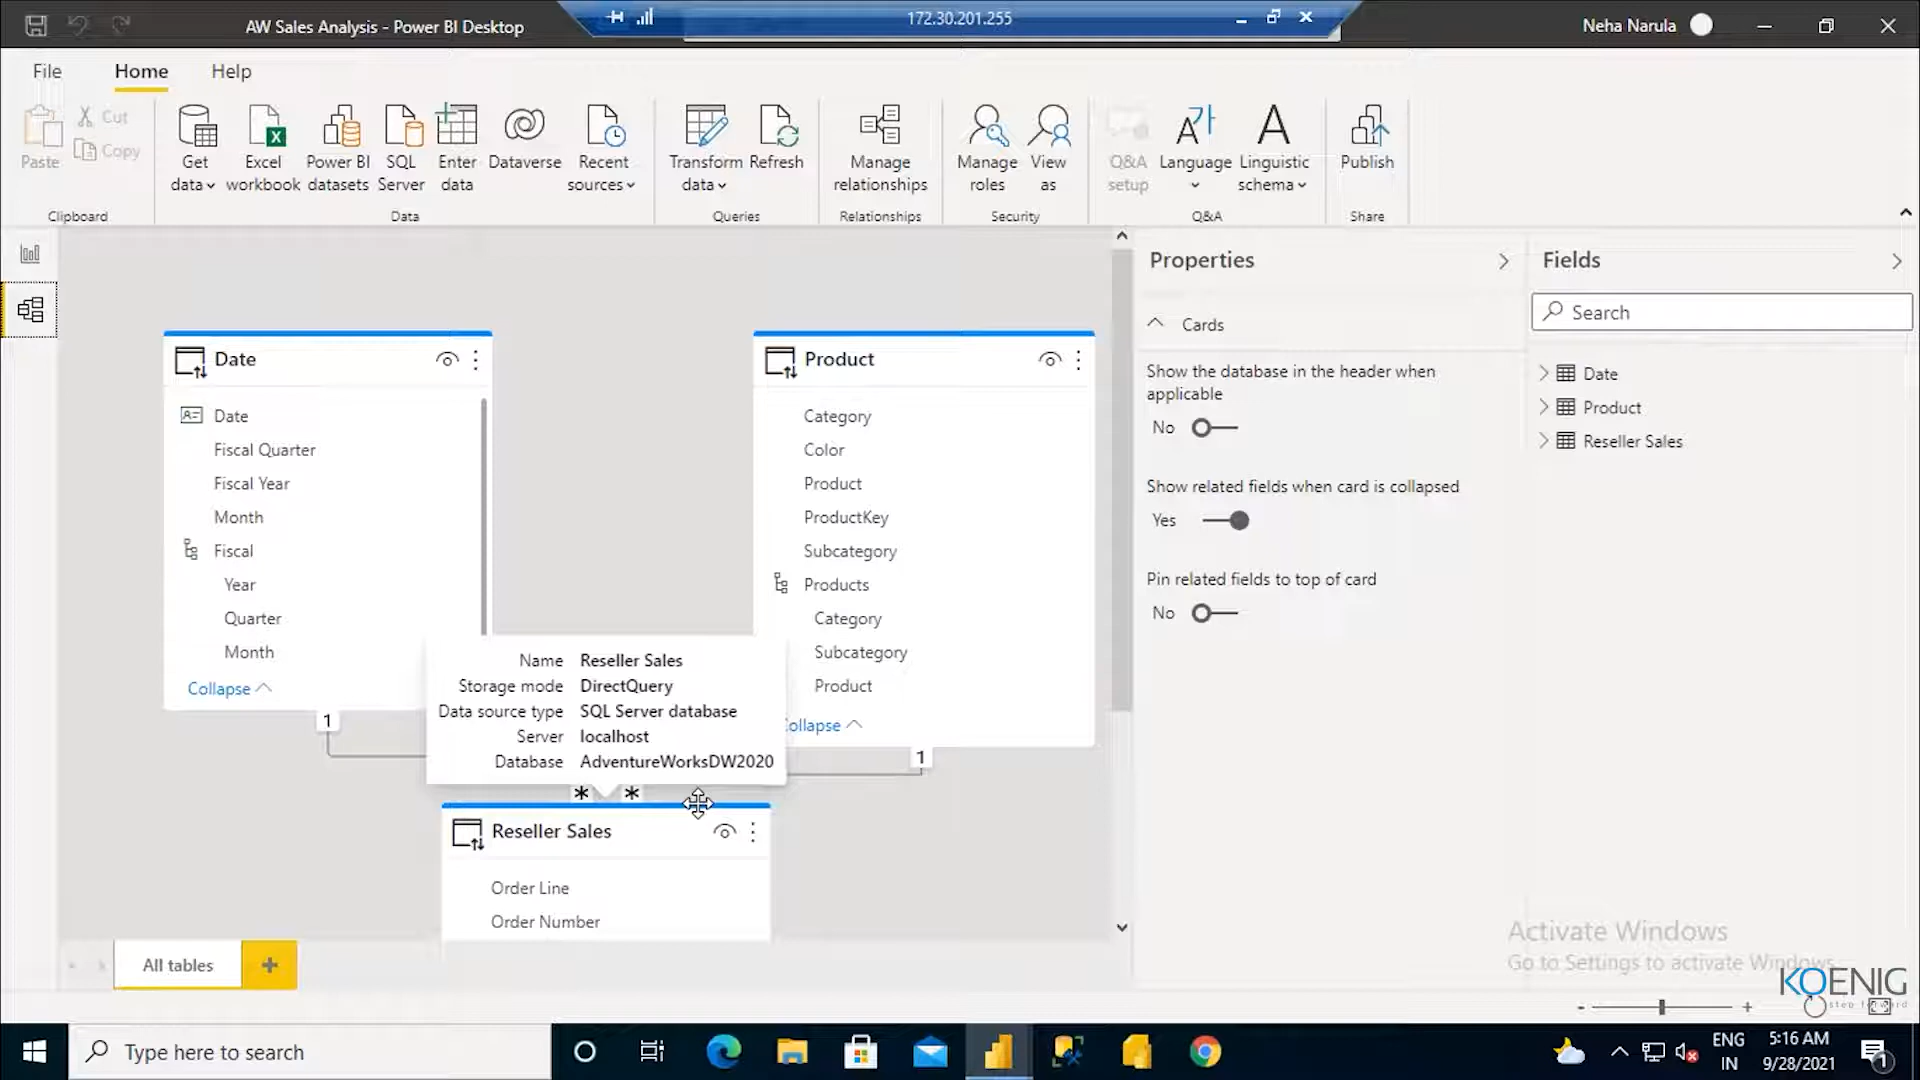 AW Sales Analysis - Power BI Desktop
172.30.201.255
Neha Narula
File
Home
Help
Paste
Cut
Copy
Clipboard
Get
data
Excel
workbook
Power BI
datasets
SQL
Server
Enter
data
Dataverse
Recent
sources
Data
Transform
data
Refresh
Queries
Manage
relationships
Relationships
Manage
roles
View
as
Security
Q&A
setup
Language
Linguistic
schema
Q&A
Publish
Share
Date
Date
Fiscal Quarter
Fiscal Year
Month
Fiscal
Year
Quarter
Month
Collapse
1
Product
Category
Color
Product
ProductKey
Subcategory
Products
Category
Subcategory
Product
Collapse
1
Name Reseller Sales
Storage mode DirectQuery
Data source type SQL Server database
Server localhost
Database AdventureWorksDW2020
* *
Reseller Sales
Order Line
Order Number
All tables
Properties
Cards
Show the database in the header when
applicable
No
Show related fields when card is collapsed
Yes
Pin related fields to top of card
No
Fields
Search
Date
Product
Reseller Sales
Activate Windows
Go to Settings to activate Windows.
KOENIG
step forward
Type here to search
ENG
IN
5:16 AM
9/28/2021
1